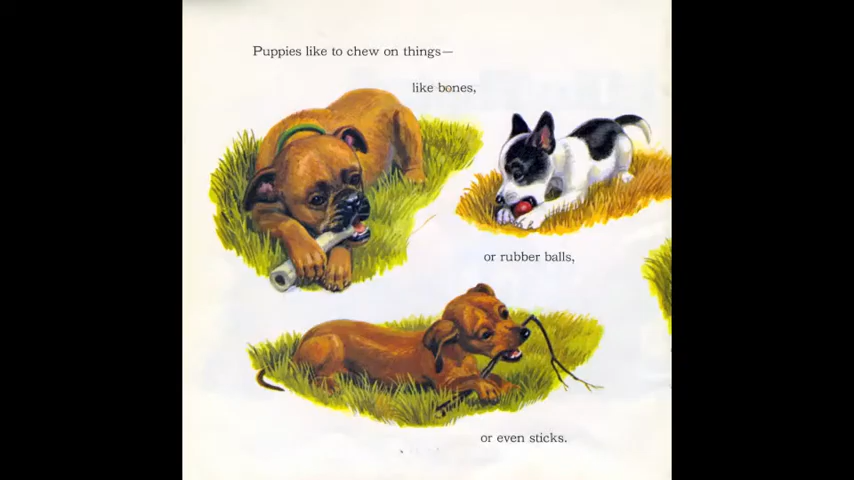 Puppies like to chew on things—
like bones,
or rubber balls,
or even sticks.